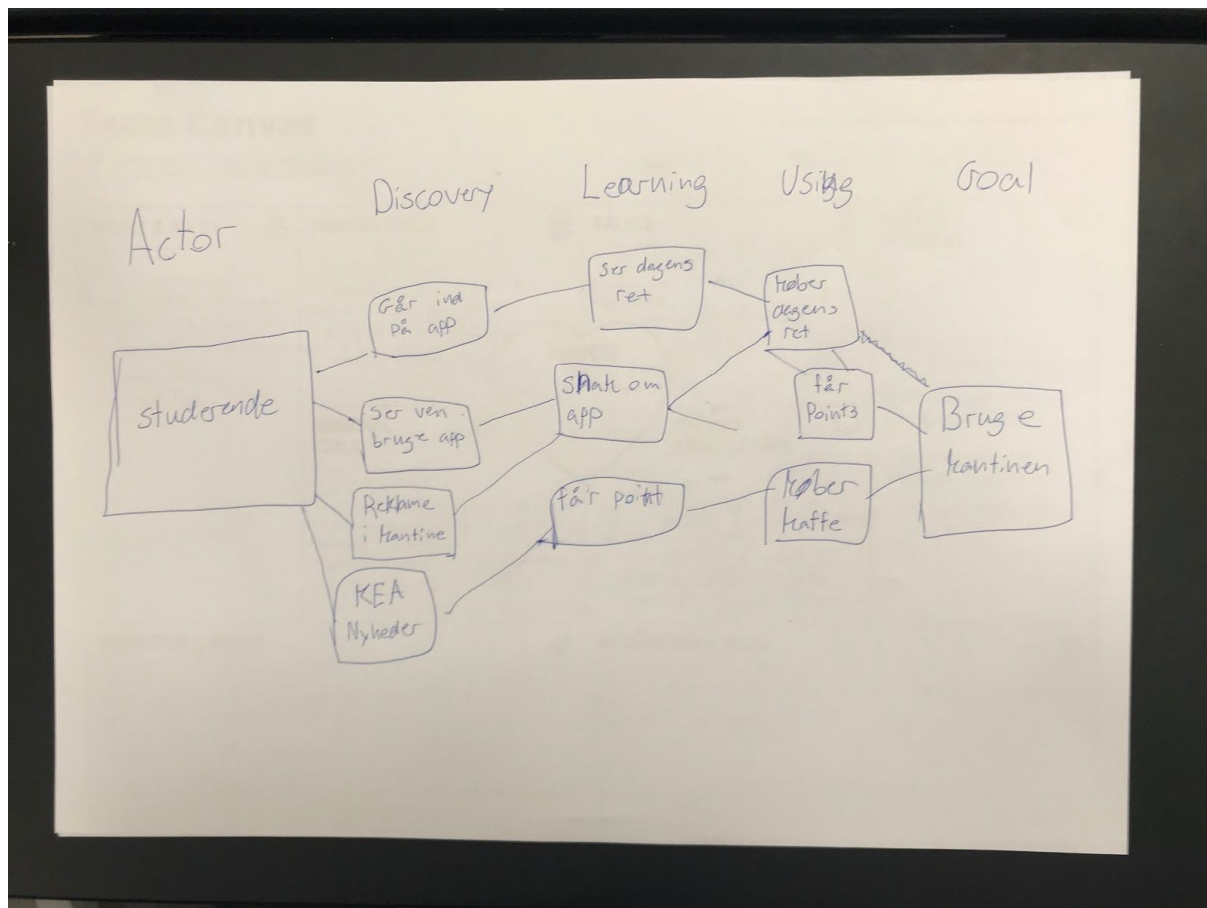 Actor
Discovery
Learning
Using
Goal
studerende
Går ind
på app
Ser ven
bruge app
Reklame
i kantine
KEA
Nyheder
Ser dagens
ret
Snak om
app
får point
køber
dagens
ret
får
Points
køber
kaffe
Bruge
kantinen